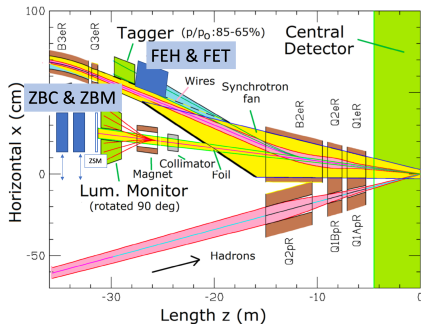 B3eR
Q3eR
Tagger (p/po:85-65%)
FEH & FET
Central
Detector
Wires
ZBC & ZBM
Synchrotron
fan
B2eR
Q2eR
Q1eR
ZSM
Magnet
Collimator
Foil
Lum. Monitor
(rotated 90 deg)
Hadrons
Q2pR
Q1BpR
Q1ApR
Horizontal x (cm)
100
50
0
-50
-30
-20
-10
0
Length z (m)